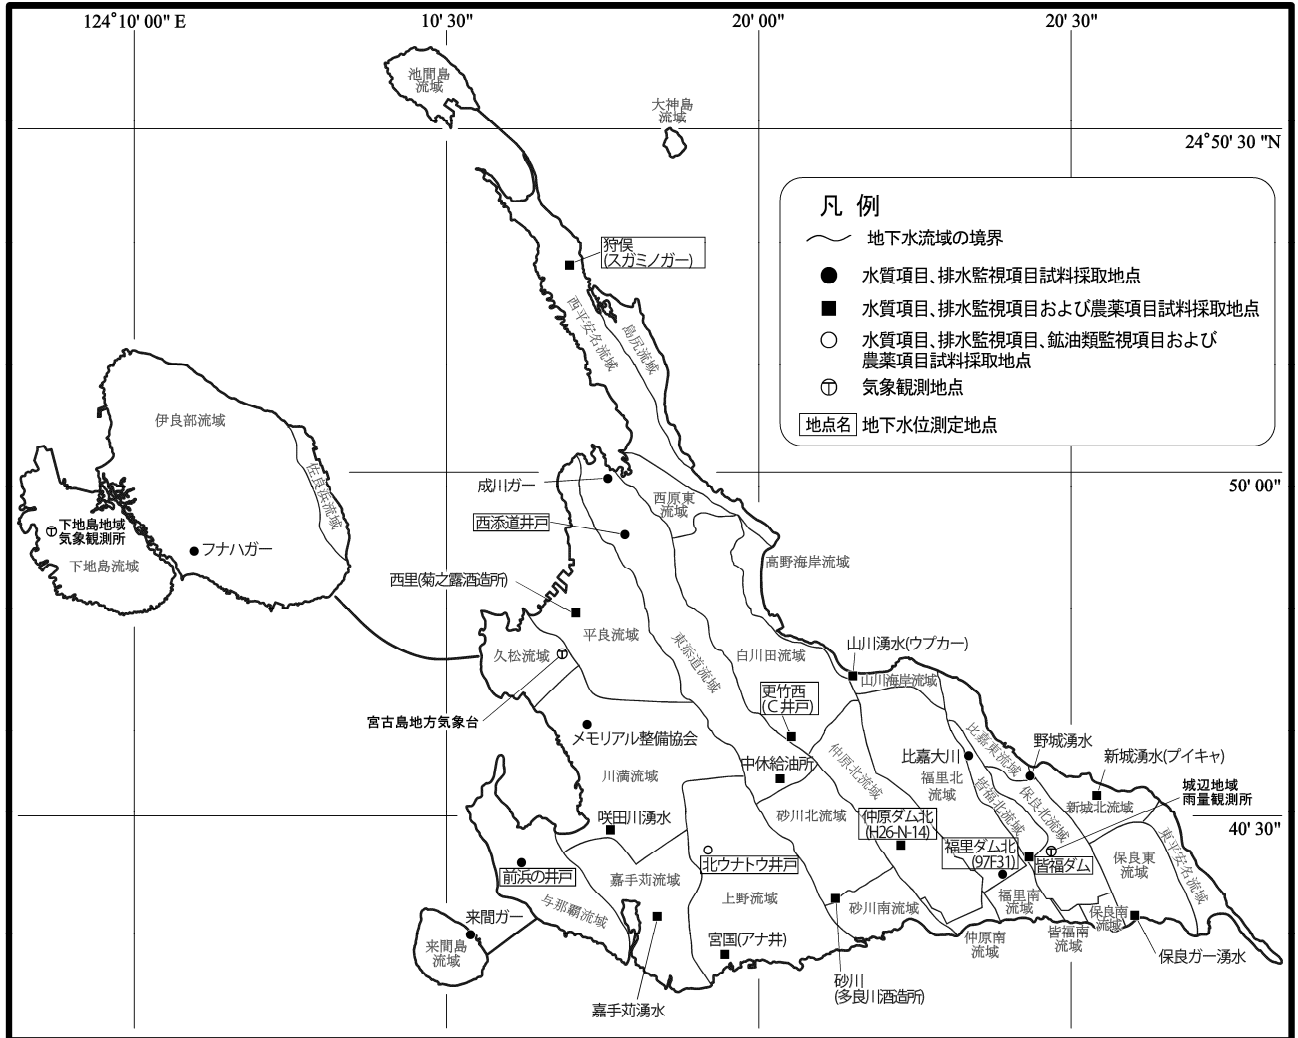 124°10' 00" E
10' 30"
20' 00"
20' 30"
池間島
流域
大神島
流域
24°50' 30 "N
凡 例
地下水流域の境界
水質項目、排水監視項目試料採取地点
水質項目、排水監視項目および農薬項目試料採取地点
水質項目、排水監視項目、鉱油類監視項目および
農薬項目試料採取地点
気象観測地点
地点名 地下水位測定地点
狩俣
(スガミノガー)
西平安名流域
島尻流域
伊良部流域
佐良浜流域
成川ガー
西原東
流域
50' 00"
西添道井戸
下地島地域
気象観測所
フナハガー
下地島流域
高野海岸流域
西里(菊之露酒造所)
平良流域
久松流域
東添道流域
白川田流域
山川湧水(ウプカー)
山川海岸流域
更竹西
(C井戸)
宮古島地方気象台
メモリアル整備協会
川満流域
中休給油所
仲原北流域
比嘉大川
福里北
流域
比嘉東流域
野城湧水
新城湧水(ブイキャ)
城辺地域
雨量観測所
皆福北流域
保良北流域
新城北流域
砂川北流域
咲田川湧水
仲原ダム北
(H26-N-14)
40' 30"
福里ダム北
(97F31)
皆福ダム
保良東
流域
東平安名流域
前浜の井戸
嘉手苅流域
北ウナトウ井戸
上野流域
砂川南流域
福里南
流域
保良南
流域
与那覇流域
来間ガー
来間島
流域
宮国(アナ井)
仲原南
流域
皆福南
流域
保良ガー湧水
砂川
(多良川酒造所)
嘉手苅湧水